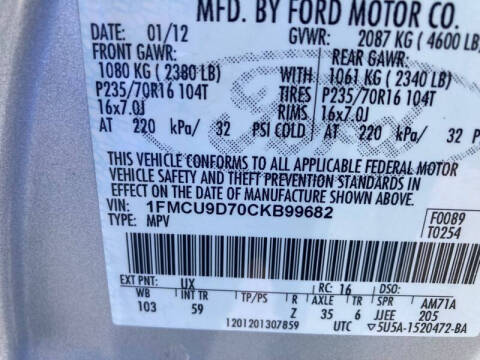 MFD. BY FORD MOTOR CO.
DATE: 01/12 GVWR: 2087 KG ( 4600 LB)
FRONT GAWR: REAR GAWR:
1080 KG ( 2380 LB) WITH 1061 KG ( 2340 LB)
P235/70R16 104T TIRES P235/70R16 104T
16x7.0J RIMS 16x7.0J
AT 220 kPa/ 32 PSI COLD AT 220 kPa/ 32 P
THIS VEHICLE CONFORMS TO ALL APPLICABLE FEDERAL MOTOR
VEHICLE SAFETY AND THEFT PREVENTION STANDARDS IN
EFFECT ON THE DATE OF MANUFACTURE SHOWN ABOVE.
VIN: 1FMCU9D70CKB99682
TYPE: MPV
F0089
T0254
EXT PNT: UX RC: 16 DSO:
WB INT TR TP/PS R AXLE TR SPR AM71A
103 59 Z 35 6 JJEE 205
1201201307859 UTC ▽5U5A-1520472-BA
Ford